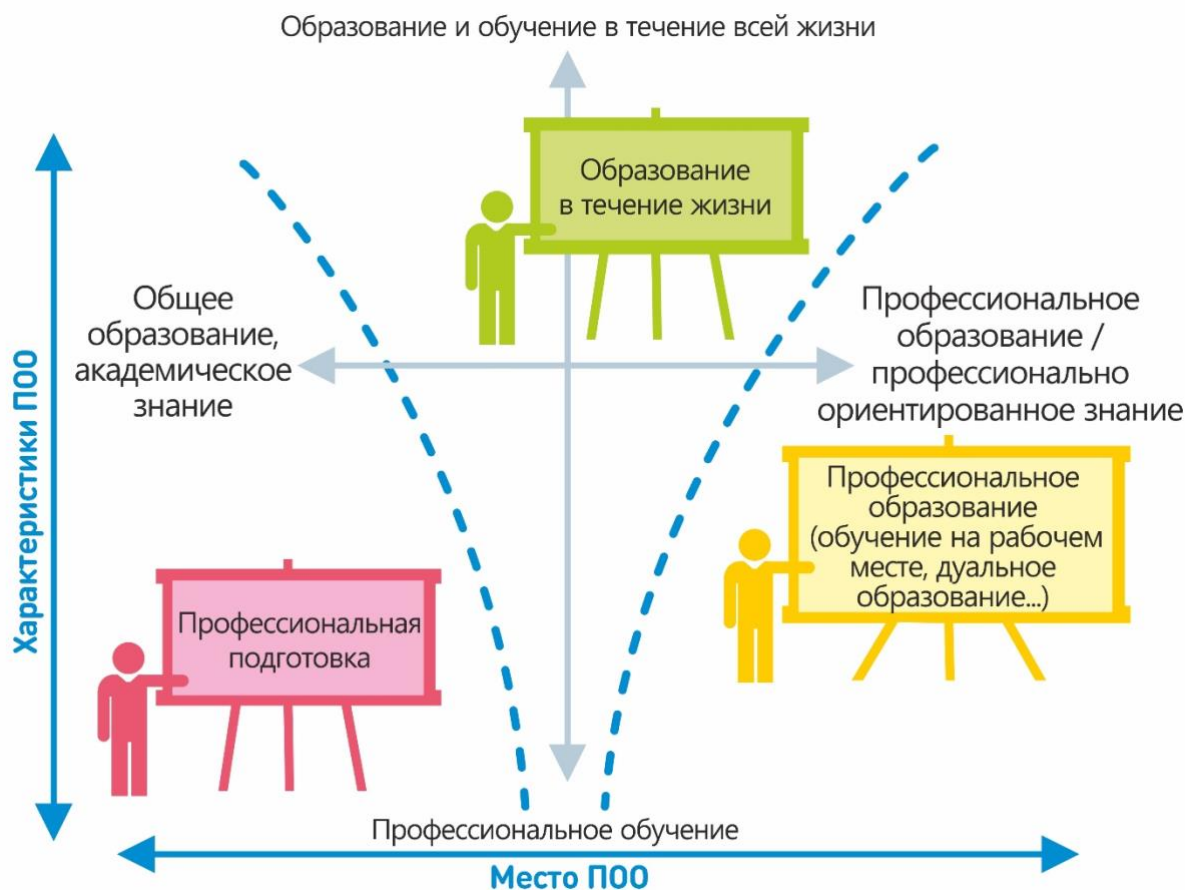 Образование и обучение в течение всей жизни
Образование
в течение жизни
Общее
образование,
академическое
знание
Профессиональное
образование /
профессионально
ориентированное знание
Характеристики ПОО
Профессиональное
образование
(обучение на рабочем
месте, дуальное
образование...)
Профессиональная
подготовка
Профессиональное обучение
Место ПОО